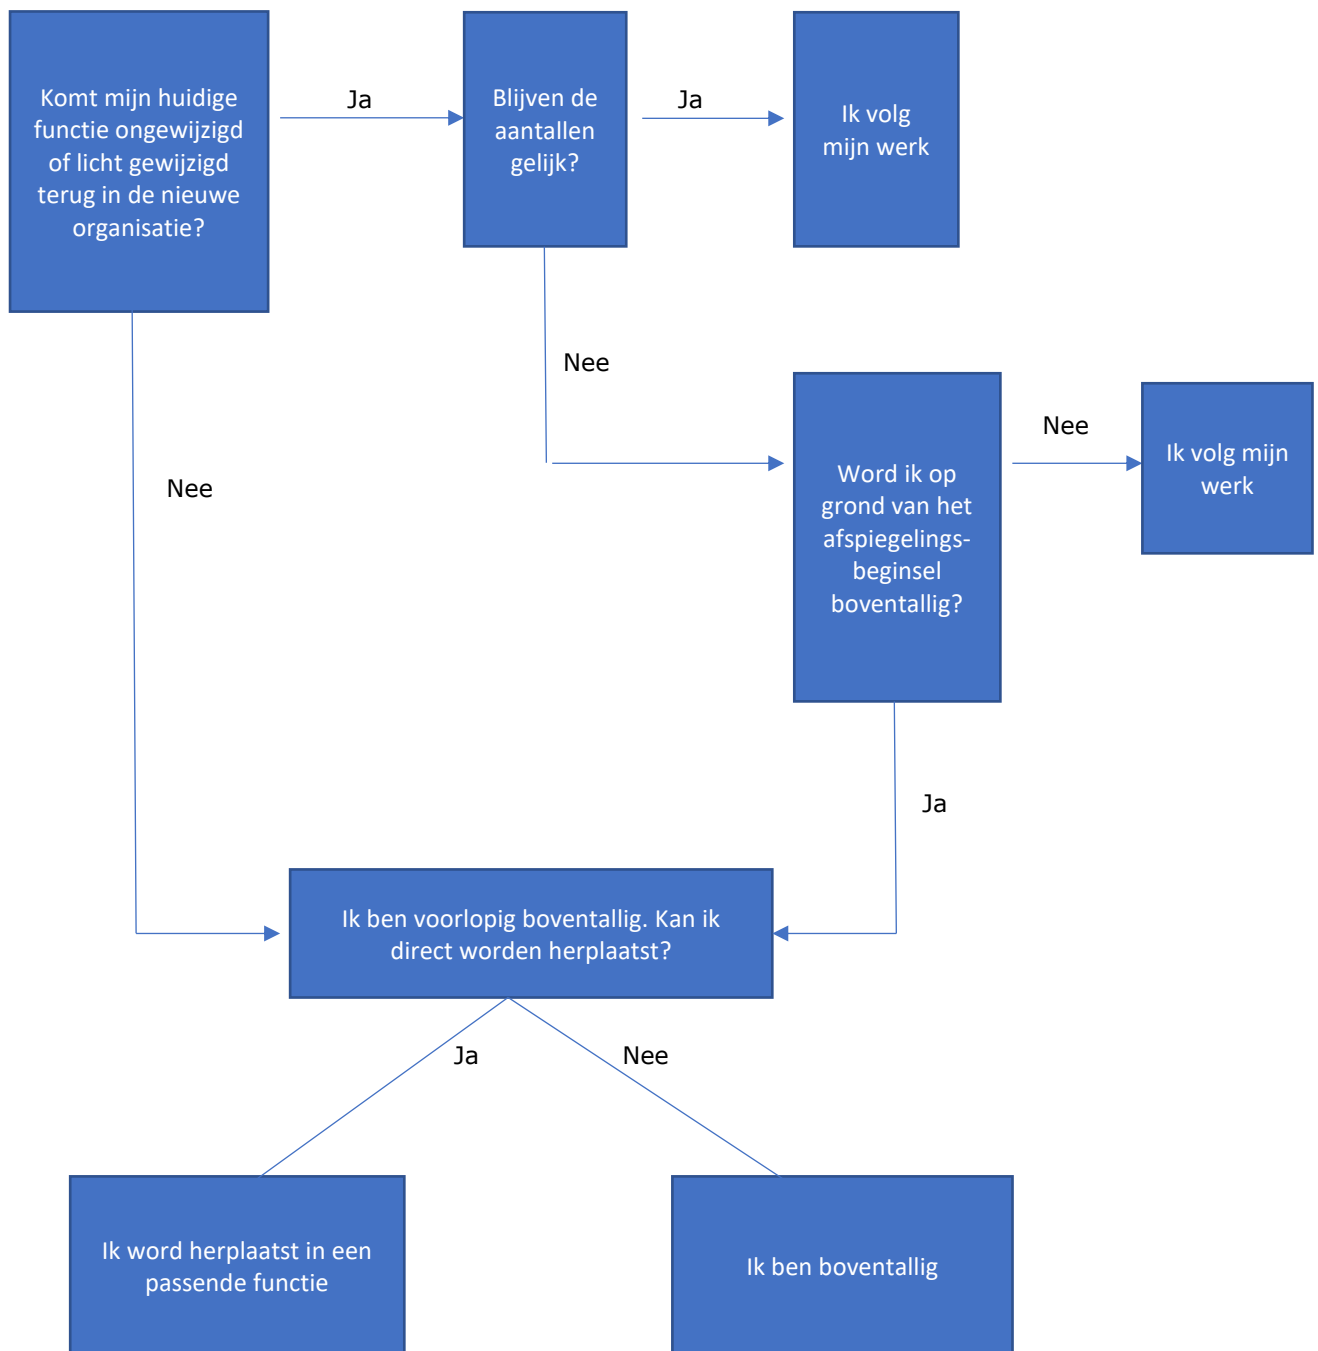 Komt mijn huidige
functie ongewijzigd
of licht gewijzigd
terug in de nieuwe
organisatie?
Ja
Blijven de
aantallen
gelijk?
Ja
Ik volg
mijn werk
Nee
Nee
Word ik op
grond van het
afspiegelings-
beginsel
boventallig?
Nee
Ik volg mijn
werk
Ja
Ik ben voorlopig boventallig. Kan ik
direct worden herplaatst?
Ja
Nee
Ik word herplaatst in een
passende functie
Ik ben boventallig